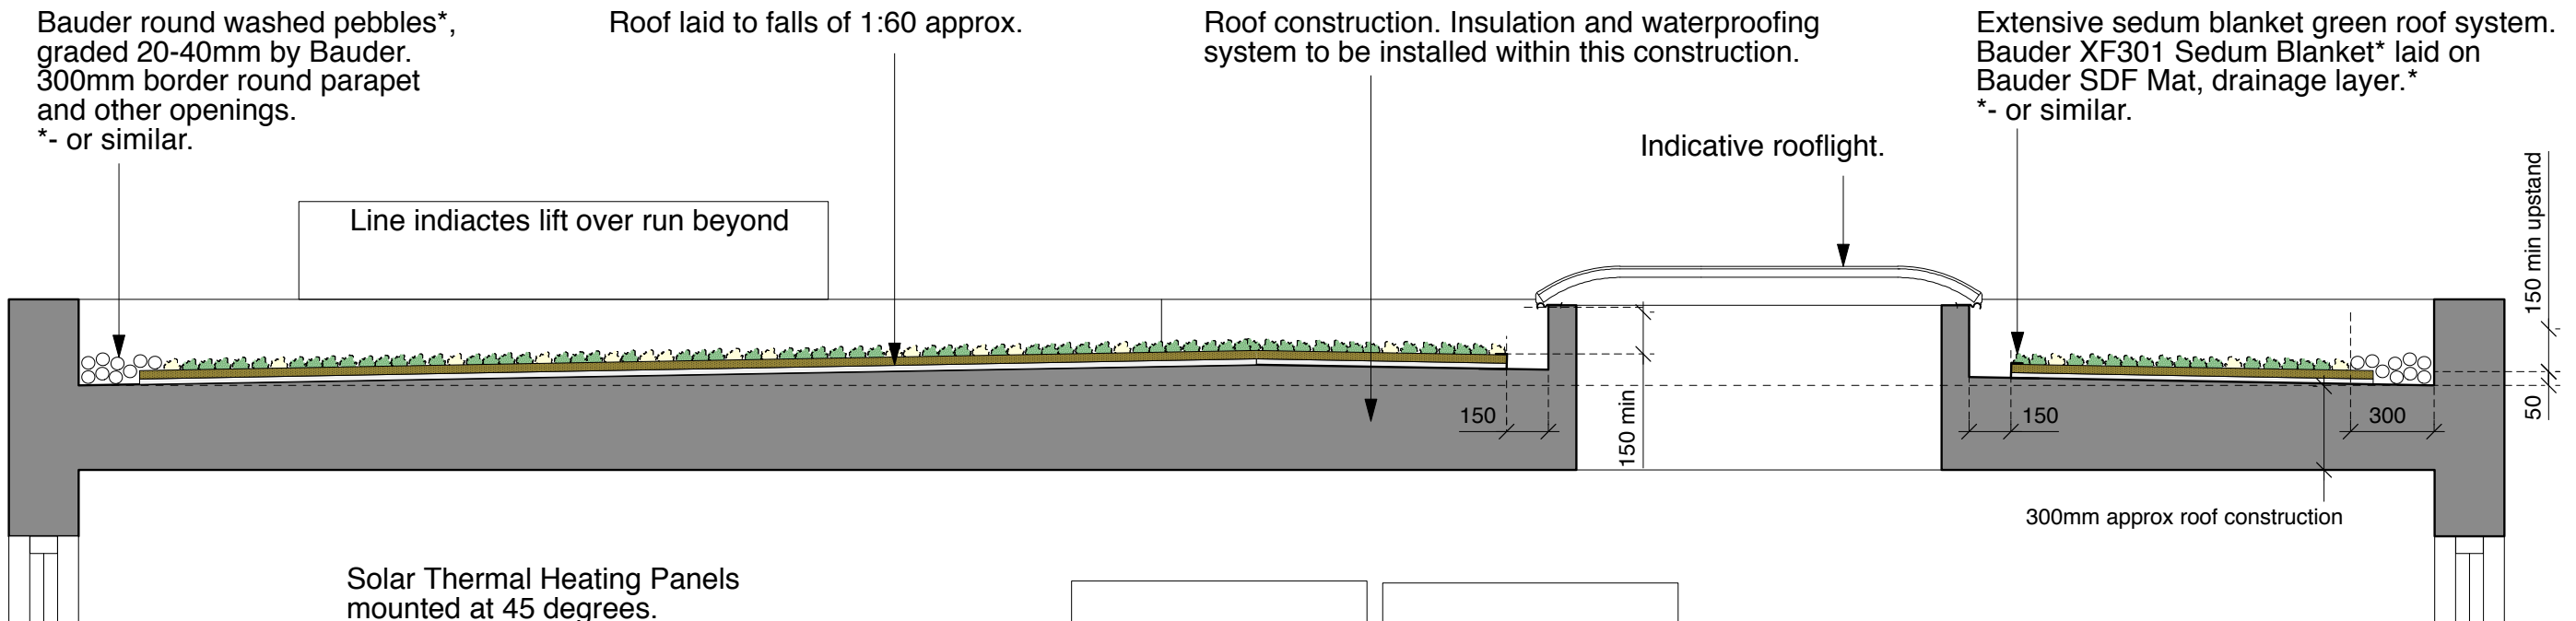 Bauder round washed pebbles*,
graded 20-40mm by Bauder.
300mm border round parapet
and other openings.
*- or similar.
Roof laid to falls of 1:60 approx.
Roof construction. Insulation and waterproofing
system to be installed within this construction.
Extensive sedum blanket green roof system.
Bauder XF301 Sedum Blanket* laid on
Bauder SDF Mat, drainage layer.*
*- or similar.
Indicative rooflight.
Line indiactes lift over run beyond
150 min upstand
50
150
150 min
150
300
300mm approx roof construction
Solar Thermal Heating Panels
mounted at 45 degrees.